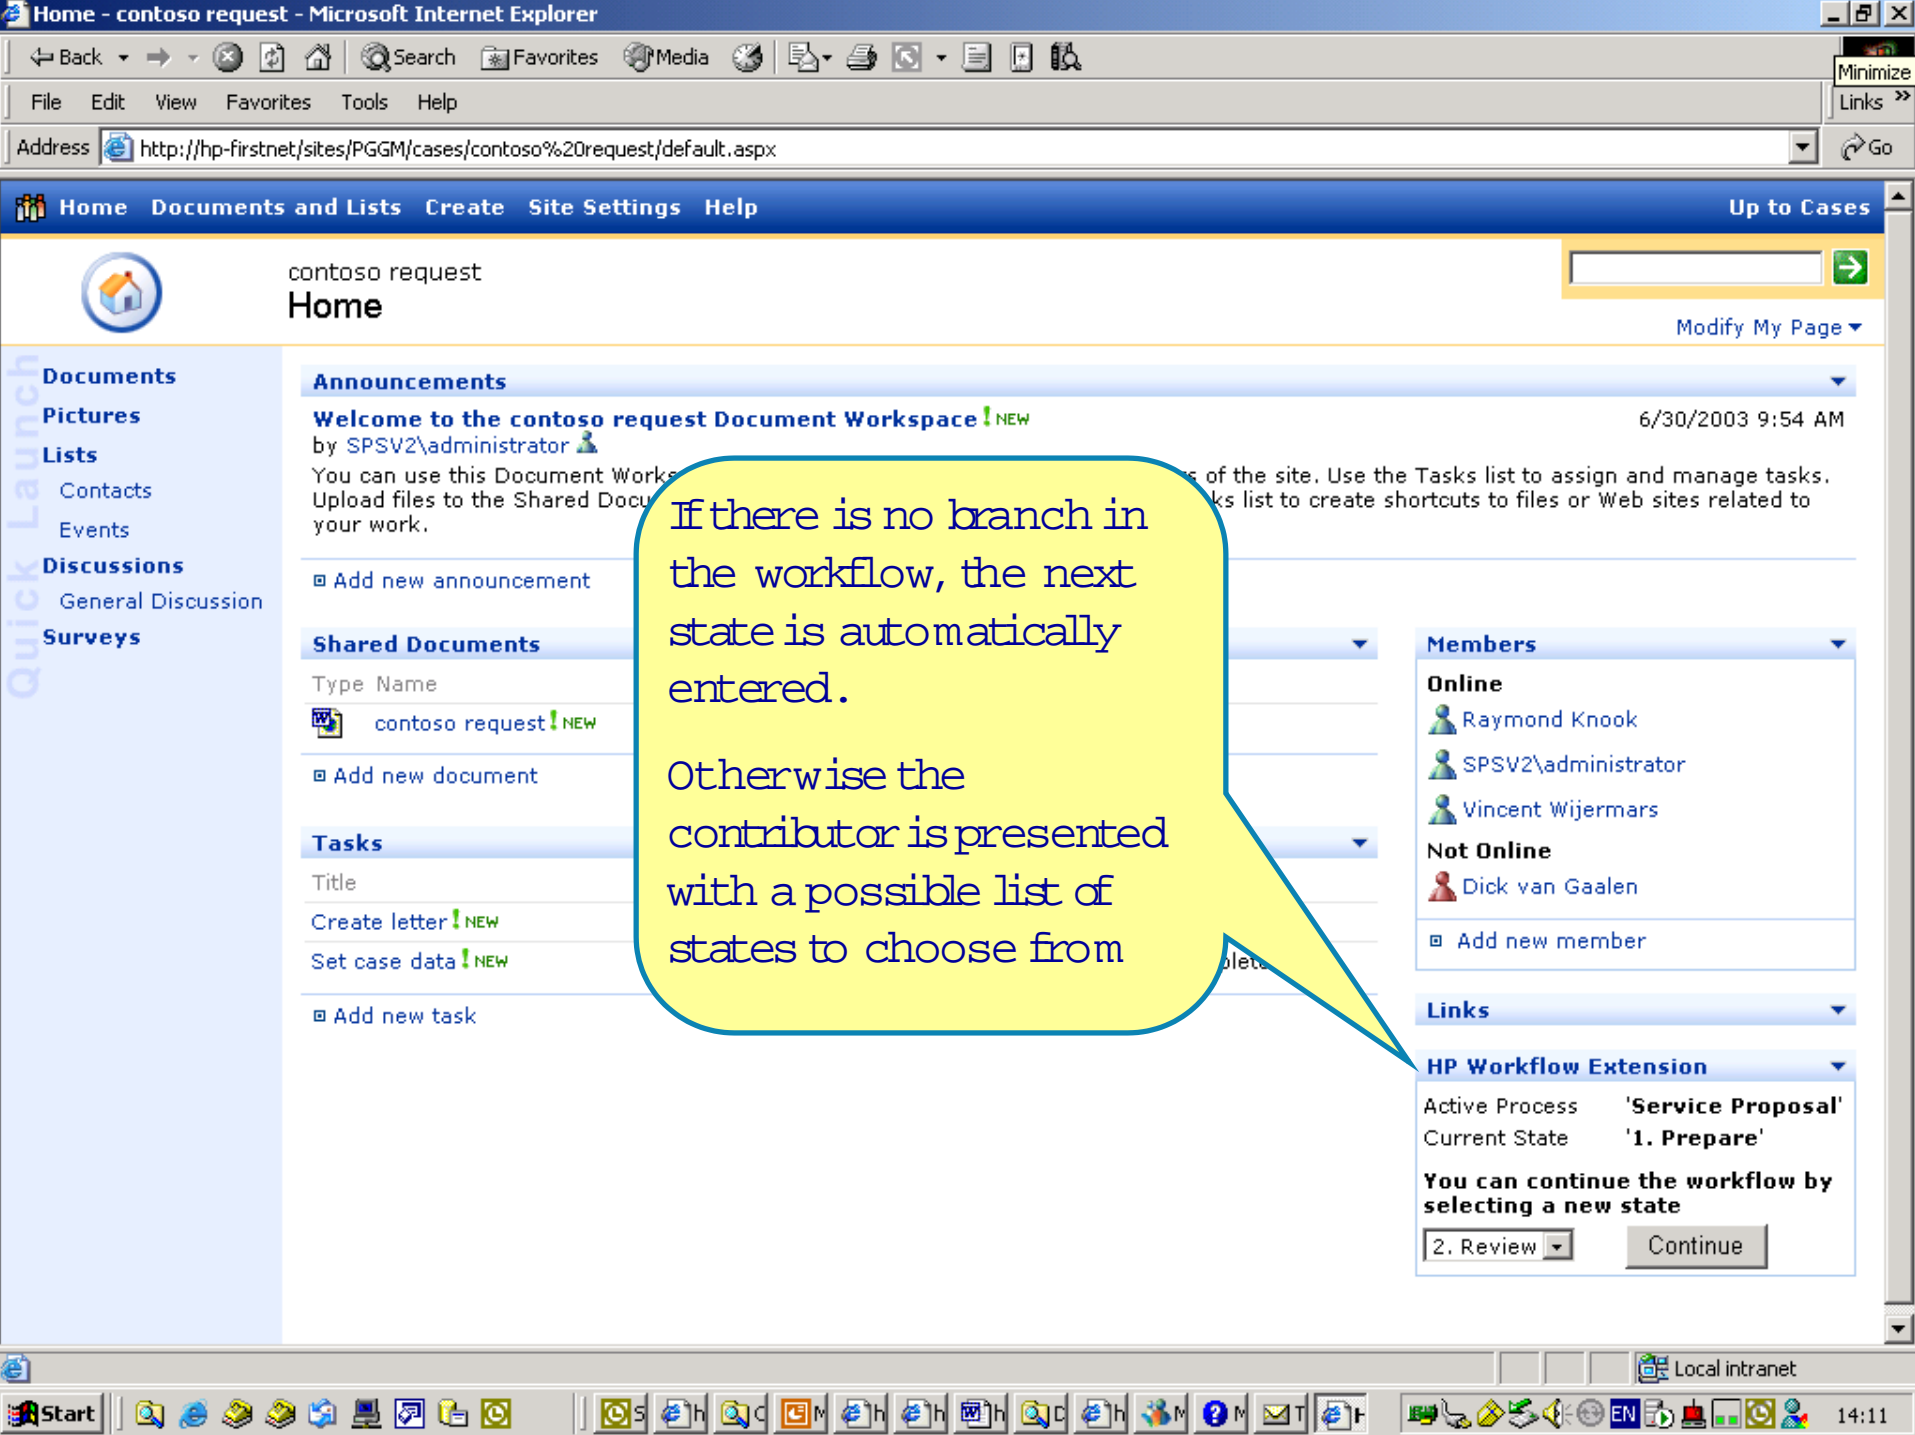 Home - contoso request - Microsoft Internet Explorer
Back Search Favorites Media
Minimize
File Edit View Favorites Tools Help Links »
Address http://hp-firstnet/sites/PGGM/cases/contoso%20request/default.aspx Go
Home Documents and Lists Create Site Settings Help Up to Cases
contoso request
Home
Modify My Page
Quick Launch
Documents
Pictures
Lists
Contacts
Events
Discussions
General Discussion
Surveys
Announcements
Welcome to the contoso request Document Workspace ! NEW 6/30/2003 9:54 AM
by SPSV2\administrator
You can use this Document of the site. Use the Tasks list to assign and manage tasks.
Upload files to the Shared list to create shortcuts to files or Web sites related to
your work.
Add new announcement
Shared Documents
Type Name
contoso request ! NEW
Add new document
Tasks
Title
Create letter ! NEW
Set case data ! NEW
Add new task
If there is no branch in
the workflow, the next
state is automatically
entered.
Otherwise the
contributor is presented
with a possible list of
states to choose from
Members
Online
Raymond Knook
SPSV2\administrator
Vincent Wijermars
Not Online
Dick van Gaalen
Add new member
Links
HP Workflow Extension
Active Process 'Service Proposal'
Current State '1. Prepare'
You can continue the workflow by
selecting a new state
2. Review Continue
Local intranet
Start S h C M h h h D h M M T H EN 14:11